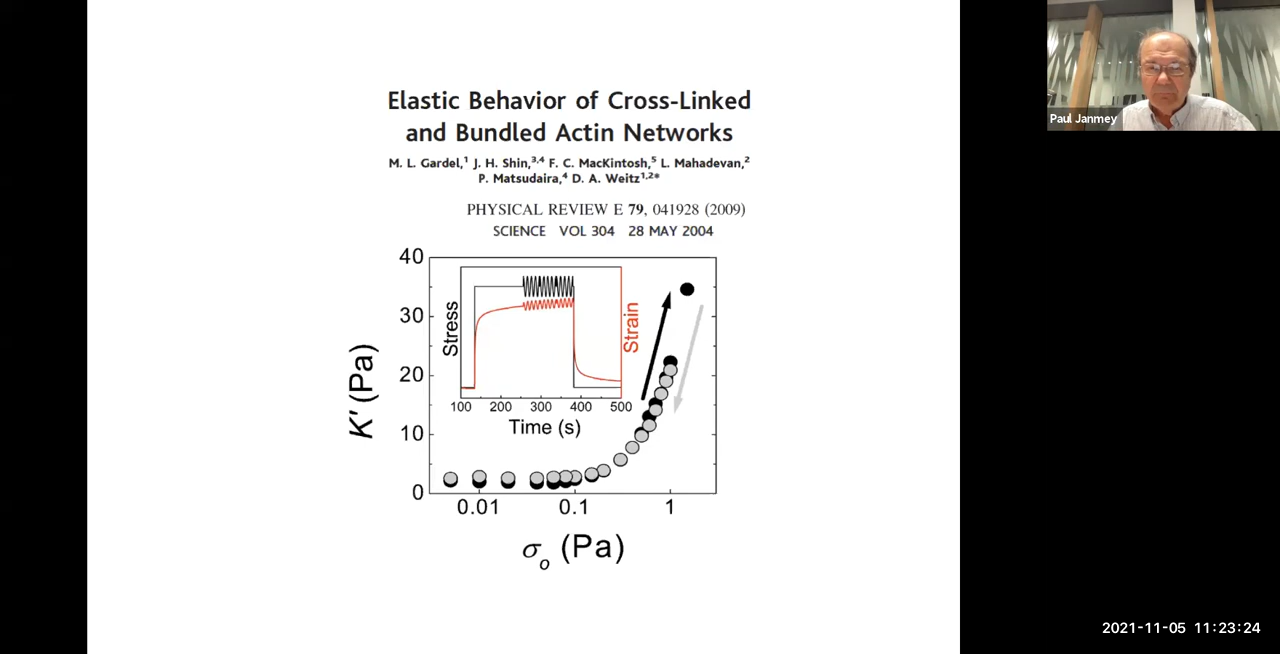 Elastic Behavior of Cross-Linked
and Bundled Actin Networks
M. L. Gardel,¹ J. H. Shin,³,⁴ F. C. MacKintosh,⁵ L. Mahadevan,²
P. Matsudaira,⁴ D. A. Weitz¹,²*
PHYSICAL REVIEW E 79, 041928 (2009)
SCIENCE VOL 304 28 MAY 2004
40
30
20
10
0
K' (Pa)
0.01 0.1 1
σo (Pa)
Stress
Strain
100 200 300 400 500
Time (s)
Paul Janmey
2021-11-05 11:23:24